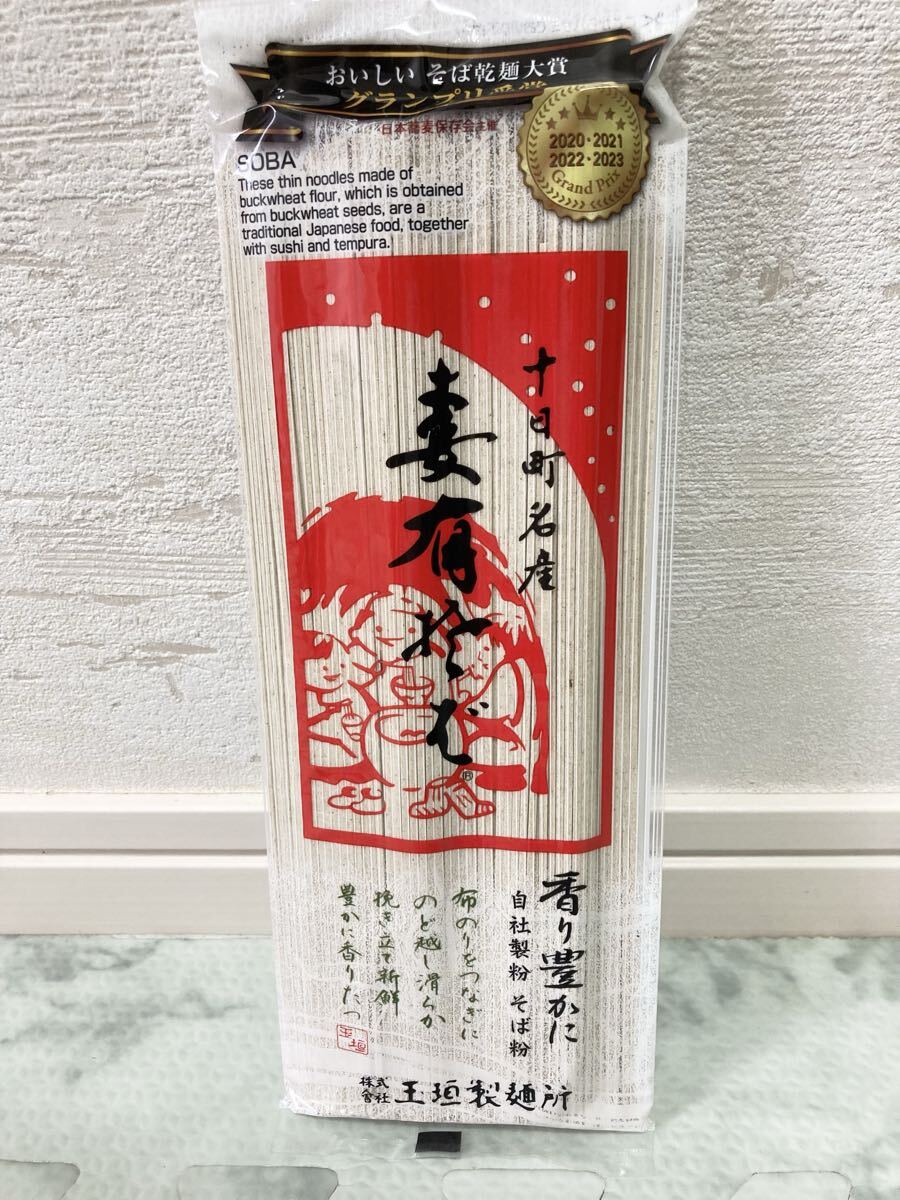 おいしい そば乾麺大賞
グランプリ受賞
日本蕎麦保存会主催
2020・2021
2022・2023
Grand Prix
SOBA
These thin noodles made of
buckwheat flour, which is obtained
from buckwheat seeds, are a
traditional Japanese food, together
with sushi and tempura.
十日町名産
妻有そば
®
香り豊かに
自社製粉 そば粉
布のりをつなぎに
のど越し滑らか
挽き立て新鮮
豊かに香りたつ
玉垣
株式会社 玉垣製麺所